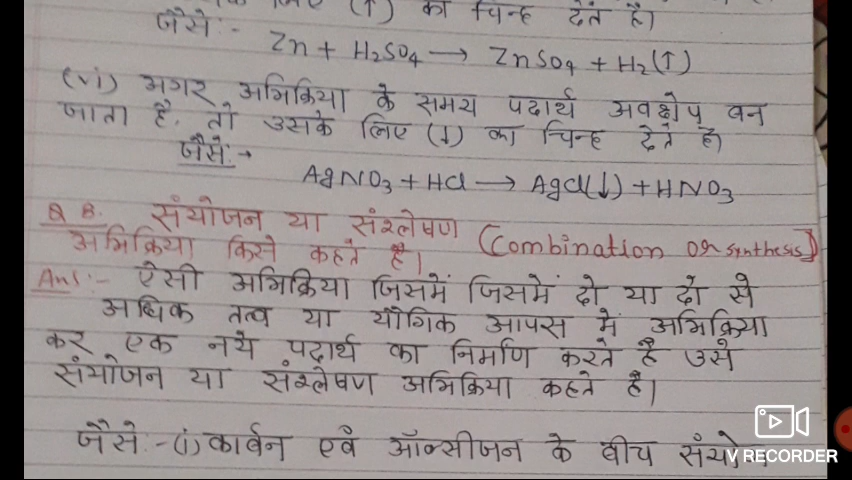 के लिए (↑) का चिन्ह देते है।
जैसे:-
Zn + H₂SO₄ → ZnSO₄ + H₂(↑)
(vi) अगर अभिक्रिया के समय पदार्थ अवक्षेप बन
जाता है, तो उसके लिए (↓) का चिन्ह देते है।
जैसे:→
AgNO₃ + HCl → AgCl(↓) + HNO₃
Q 8. संयोजन या संश्लेषण (Combination or synthesis)
अभिक्रिया किसे कहते है।
Ans:- ऐसी अभिक्रिया जिसमें जिसमें दो या दो से
अधिक तत्व या यौगिक आपस में अभिक्रिया
कर एक नये पदार्थ का निर्माण करते है उसे
संयोजन या संश्लेषण अभिक्रिया कहते है।
जैसे:-(i) कार्बन एवं ऑक्सीजन के बीच
V RECORDER